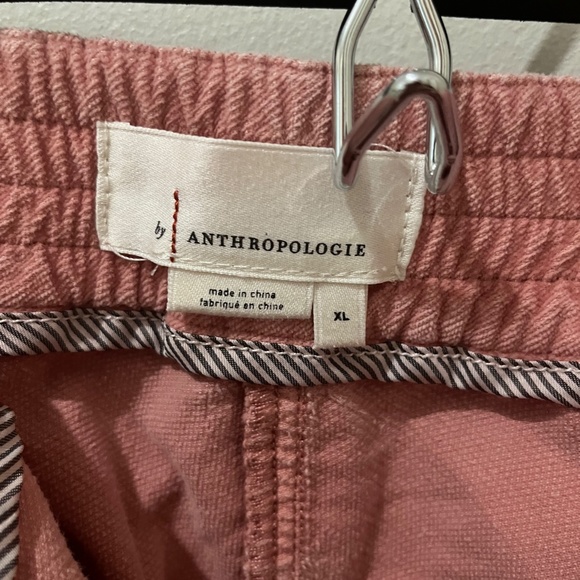 by ANTHROPOLOGIE
made in china
fabriqué en chine
XL